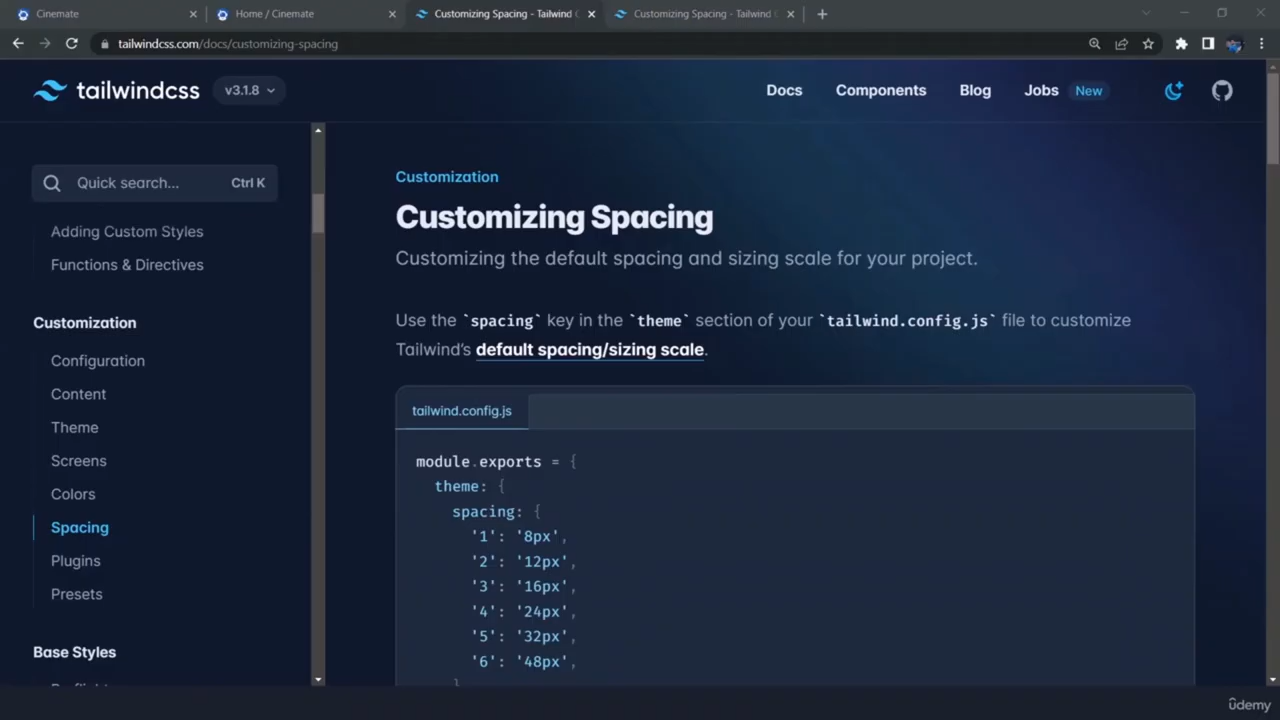 Cinemate
Home / Cinemate
Customizing Spacing - Tailwind C
Customizing Spacing - Tailwind C
tailwindcss.com/docs/customizing-spacing
tailwindcss
v3.1.8
Docs
Components
Blog
Jobs
New
Quick search...
Ctrl K
Adding Custom Styles
Functions & Directives
Customization
Configuration
Content
Theme
Screens
Colors
Spacing
Plugins
Presets
Base Styles
Customization
Customizing Spacing
Customizing the default spacing and sizing scale for your project.
Use the `spacing` key in the `theme` section of your `tailwind.config.js` file to customize
Tailwind’s default spacing/sizing scale.
tailwind.config.js
module.exports = {
theme: {
spacing: {
'1': '8px',
'2': '12px',
'3': '16px',
'4': '24px',
'5': '32px',
'6': '48px',
}
ûdemy